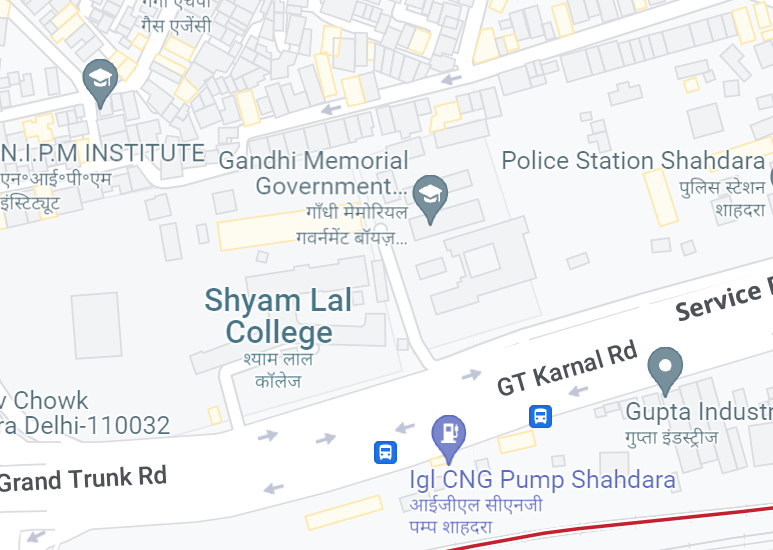 गैस एजेंसी
N.I.P.M INSTITUTE
एन॰आई॰पी॰एम
इंस्टिट्यूट
Gandhi Memorial
Government...
गाँधी मेमोरियल
गवर्नमेंट बॉयज़...
Police Station Shahdara
पुलिस स्टेशन
शाहदरा
Shyam Lal
College
श्याम लाल
कॉलेज
Service
GT Karnal Rd
Chowk
Delhi-110032
Gupta Industr
गुप्ता इंडस्ट्रीज
Grand Trunk Rd
Igl CNG Pump Shahdara
आईजीएल सीएनजी
पम्प शाहदरा